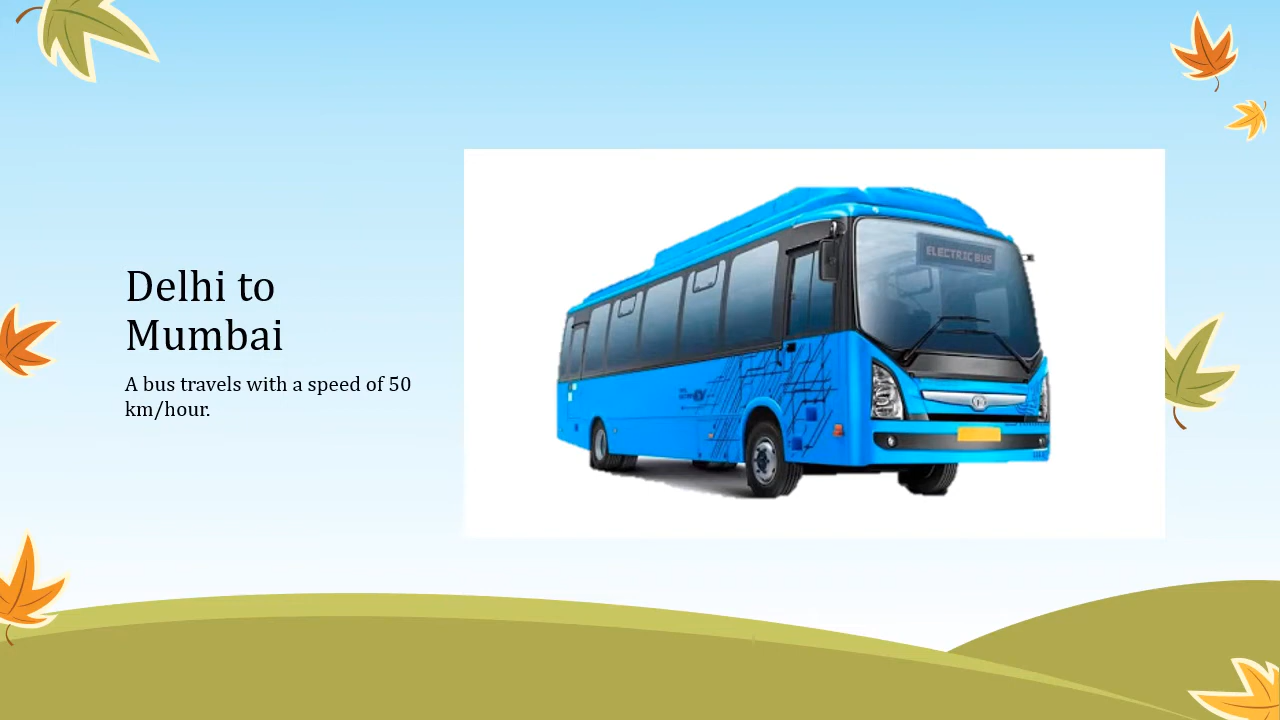 Delhi to
Mumbai
A bus travels with a speed of 50
km/hour.
ELECTRIC BUS